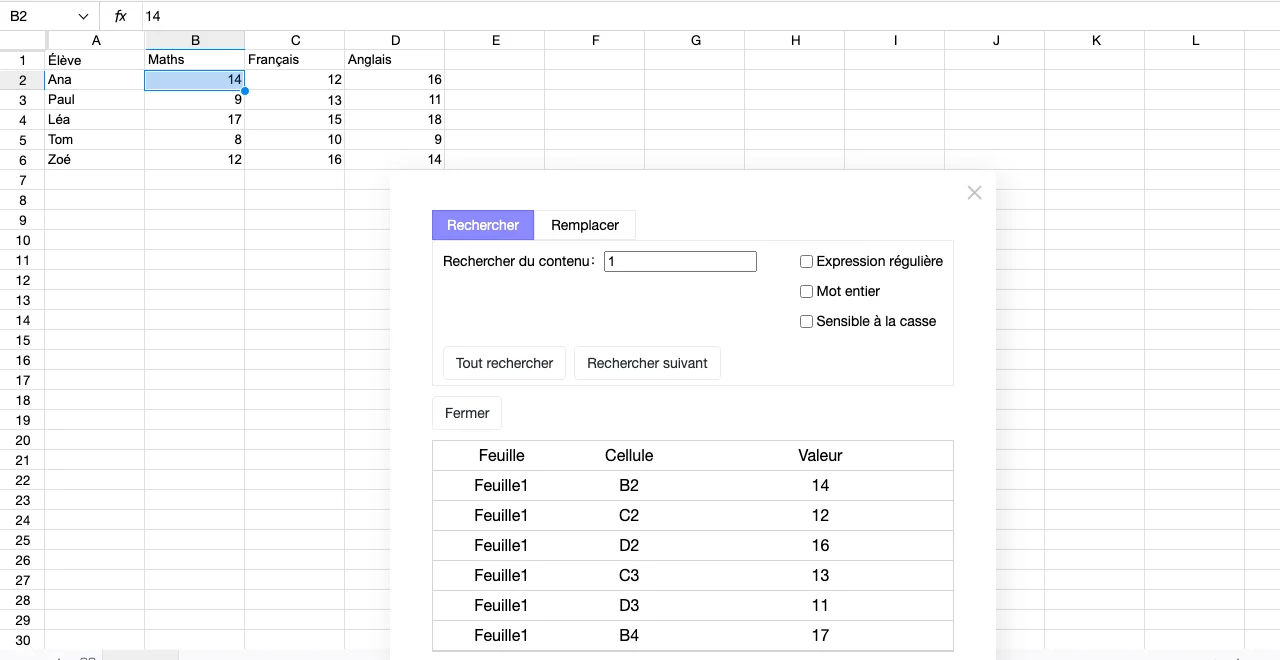 B2 fx 14
A B C D E F G H I J K L
1 Élève Maths Français Anglais
2 Ana 14 12 16
3 Paul 9 13 11
4 Léa 17 15 18
5 Tom 8 10 9
6 Zoé 12 16 14
7
8
9
Rechercher Remplacer
10
11 Rechercher du contenu: 1 Expression régulière
12 Mot entier
13
14 Sensible à la casse
15
16 Tout rechercher Rechercher suivant
17
18
Fermer
19
20
21 Feuille Cellule Valeur
22 Feuille1 B2 14
23
24 Feuille1 C2 12
25 Feuille1 D2 16
26
27 Feuille1 C3 13
28 Feuille1 D3 11
29
30 Feuille1 B4 17